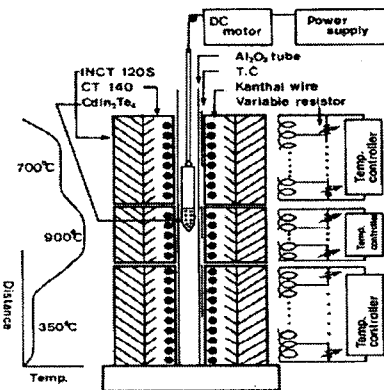 DC motor
Power supply
Al₂O₃ tube
T.C
Kanthal wire
Variable resistor
INCT 120S
CT 140
CdIn₂Te₄
700°C
900°C
350°C
Distance
Temp.
Temp. controller
Temp. controller
Temp. controller